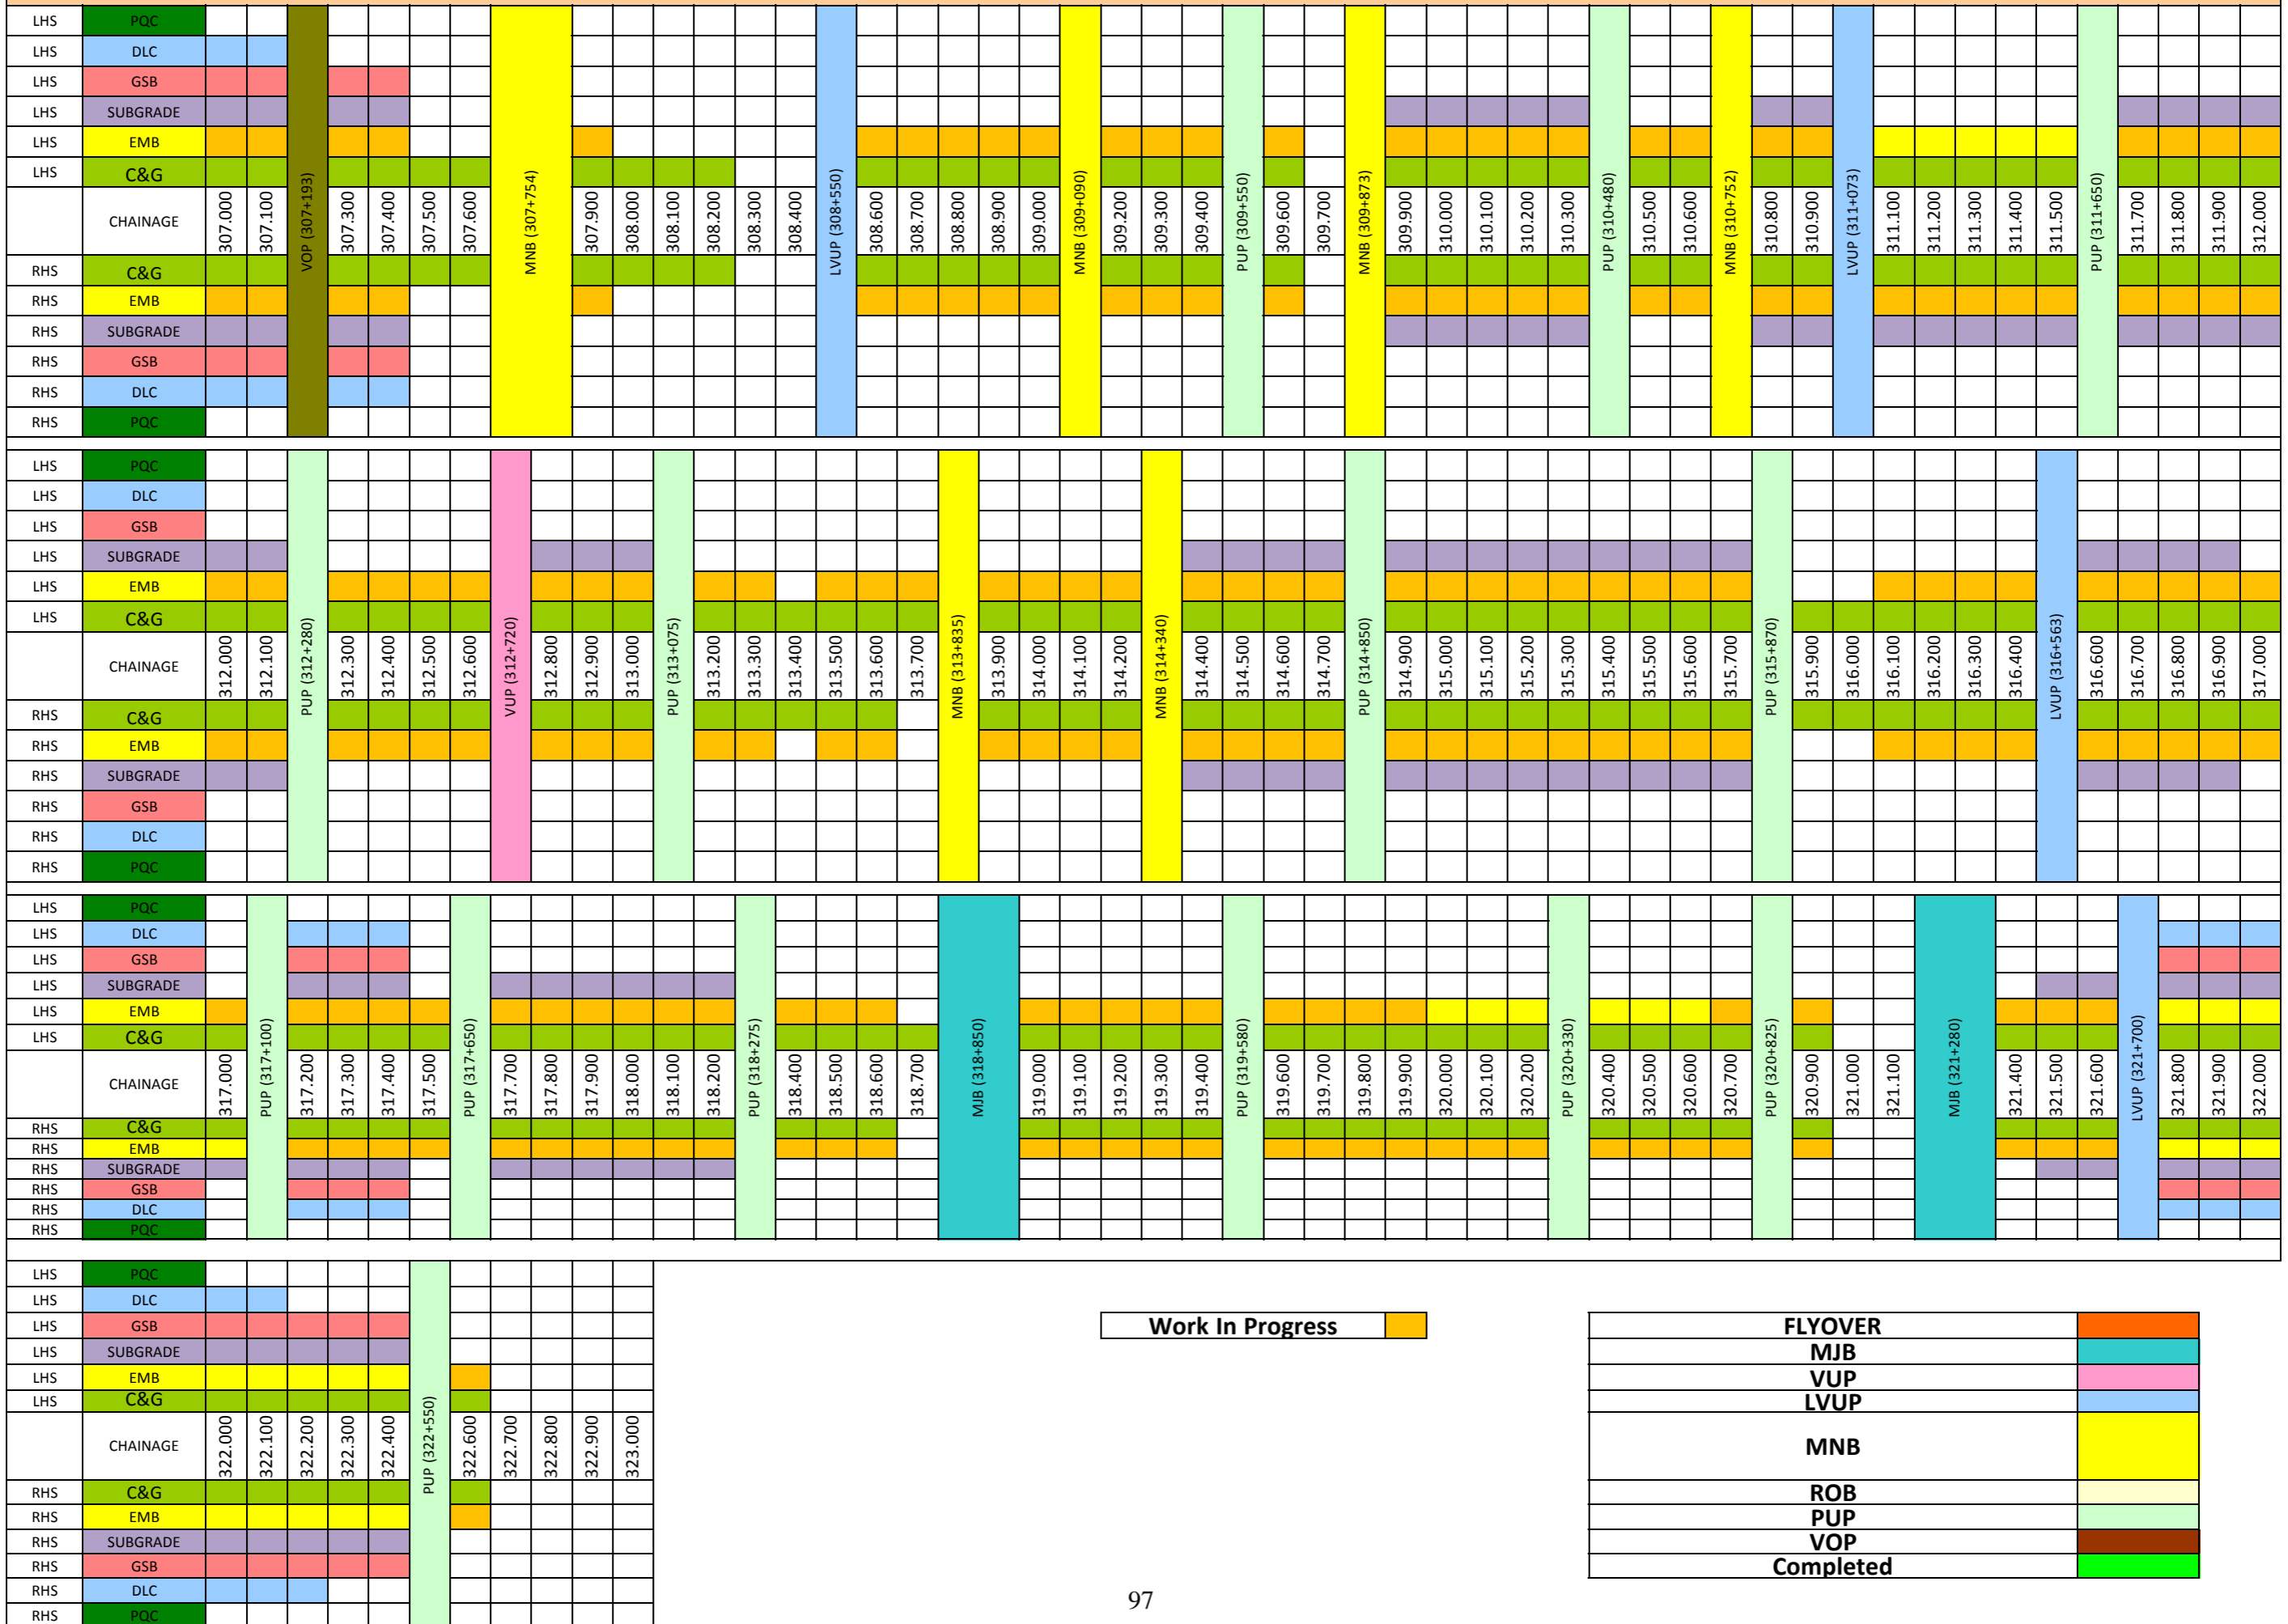 LHS PQC
LHS DLC
LHS GSB
LHS SUBGRADE
LHS EMB
LHS C&G
CHAINAGE 307.000 307.100 VOP (307+193) 307.300 307.400 307.500 307.600 MNB (307+754) 307.900 308.000 308.100 308.200 308.300 308.400 LVUP (308+550) 308.600 308.700 308.800 308.900 309.000 MNB (309+090) 309.200 309.300 309.400 PUP (309+550) 309.600 309.700 MNB (309+873) 309.900 310.000 310.100 310.200 310.300 PUP (310+480) 310.500 310.600 MNB (310+752) 310.800 310.900 LVUP (311+073) 311.100 311.200 311.300 311.400 311.500 PUP (311+650) 311.700 311.800 311.900 312.000
RHS C&G
RHS EMB
RHS SUBGRADE
RHS GSB
RHS DLC
RHS PQC
LHS PQC
LHS DLC
LHS GSB
LHS SUBGRADE
LHS EMB
LHS C&G
CHAINAGE 312.000 312.100 PUP (312+280) 312.300 312.400 312.500 312.600 VUP (312+720) 312.800 312.900 313.000 PUP (313+075) 313.200 313.300 313.400 313.500 313.600 313.700 MNB (313+835) 313.900 314.000 314.100 314.200 MNB (314+340) 314.400 314.500 314.600 314.700 PUP (314+850) 314.900 315.000 315.100 315.200 315.300 315.400 315.500 315.600 315.700 PUP (315+870) 315.900 316.000 316.100 316.200 316.300 316.400 LVUP (316+563) 316.600 316.700 316.800 316.900 317.000
RHS C&G
RHS EMB
RHS SUBGRADE
RHS GSB
RHS DLC
RHS PQC
LHS PQC
LHS DLC
LHS GSB
LHS SUBGRADE
LHS EMB
LHS C&G
CHAINAGE 317.000 PUP (317+100) 317.200 317.300 317.400 317.500 PUP (317+650) 317.700 317.800 317.900 318.000 318.100 318.200 PUP (318+275) 318.400 318.500 318.600 318.700 MJB (318+850) 319.000 319.100 319.200 319.300 319.400 PUP (319+580) 319.600 319.700 319.800 319.900 320.000 320.100 320.200 PUP (320+330) 320.400 320.500 320.600 320.700 PUP (320+825) 320.900 321.000 321.100 MJB (321+280) 321.400 321.500 321.600 LVUP (321+700) 321.800 321.900 322.000
RHS C&G
RHS EMB
RHS SUBGRADE
RHS GSB
RHS DLC
RHS PQC
LHS PQC
LHS DLC
LHS GSB
LHS SUBGRADE
LHS EMB
LHS C&G
CHAINAGE 322.000 322.100 322.200 322.300 322.400 PUP (322+550) 322.600 322.700 322.800 322.900 323.000
RHS C&G
RHS EMB
RHS SUBGRADE
RHS GSB
RHS DLC
RHS PQC
Work In Progress
FLYOVER
MJB
VUP
LVUP
MNB
ROB
PUP
VOP
Completed
97